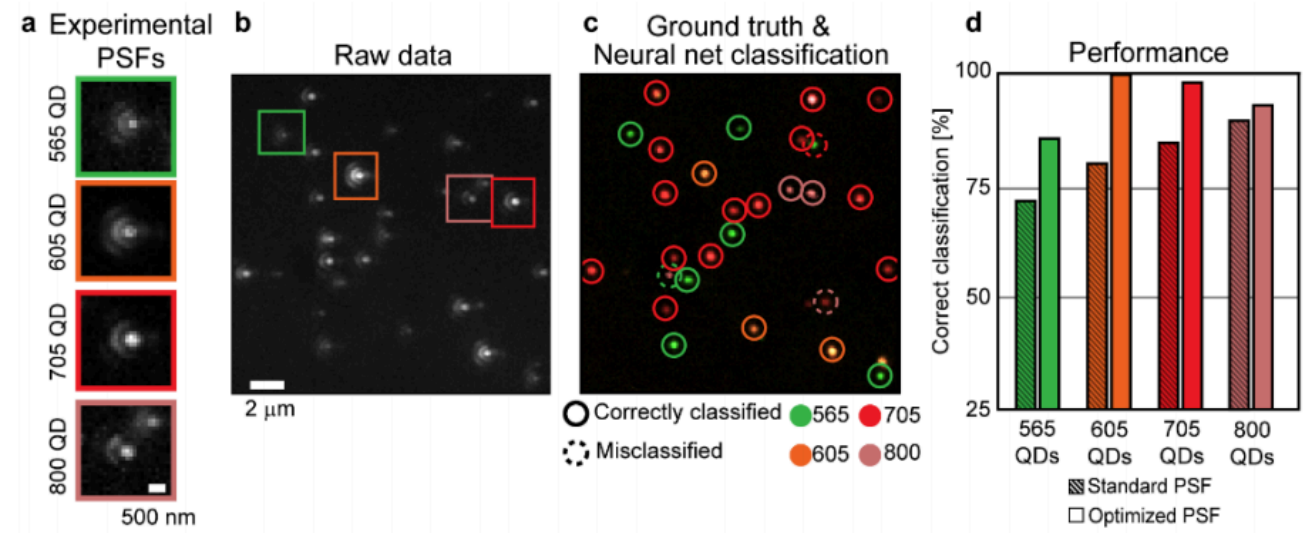 a Experimental
PSFs
565 QD
605 QD
705 QD
800 QD
500 nm
b
Raw data
2 μm
c Ground truth &
Neural net classification
Correctly classified
Misclassified
565
705
605
800
d
Performance
Correct classification [%]
100
75
50
25
565
QDs
605
QDs
705
QDs
800
QDs
Standard PSF
Optimized PSF